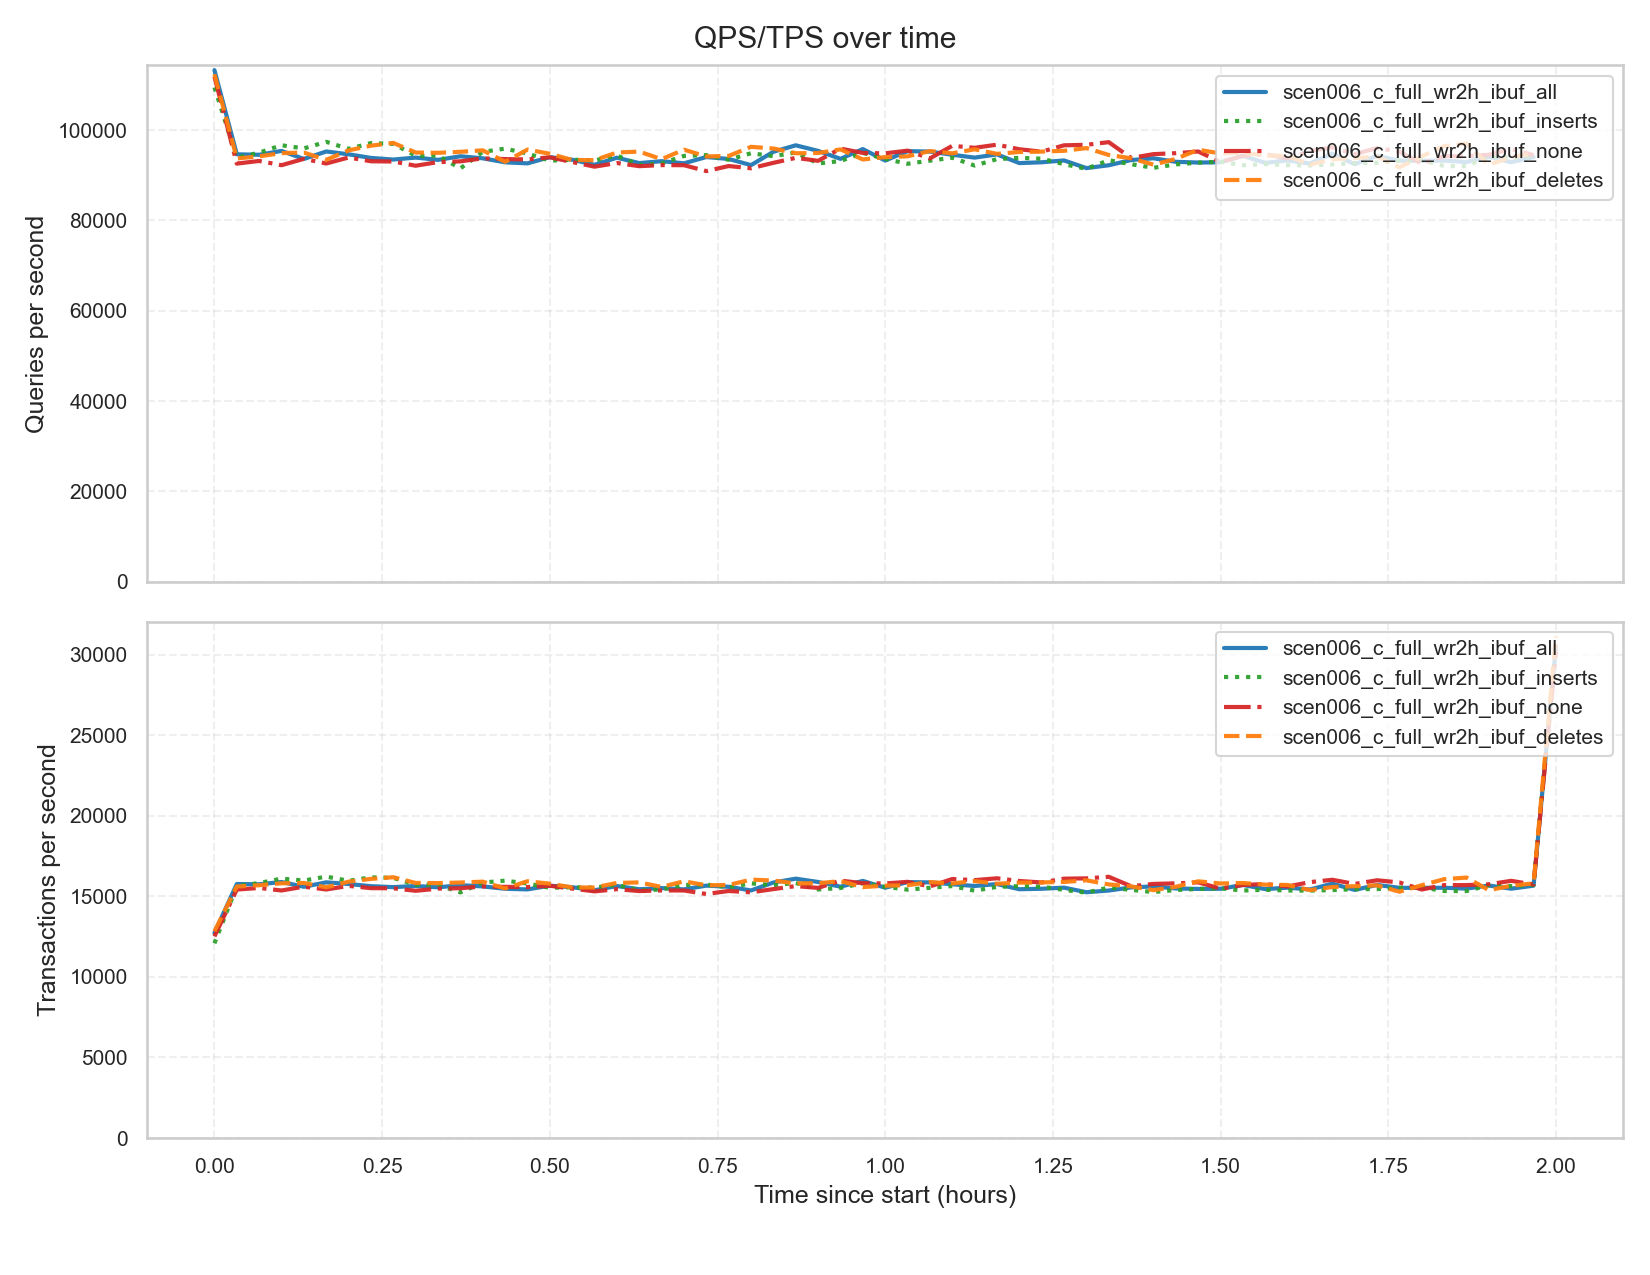 QPS/TPS over time
Queries per second
100000
80000
60000
40000
20000
0
scen006_c_full_wr2h_ibuf_all
scen006_c_full_wr2h_ibuf_inserts
scen006_c_full_wr2h_ibuf_none
scen006_c_full_wr2h_ibuf_deletes
Transactions per second
30000
25000
20000
15000
10000
5000
0
scen006_c_full_wr2h_ibuf_all
scen006_c_full_wr2h_ibuf_inserts
scen006_c_full_wr2h_ibuf_none
scen006_c_full_wr2h_ibuf_deletes
0.00 0.25 0.50 0.75 1.00 1.25 1.50 1.75 2.00
Time since start (hours)